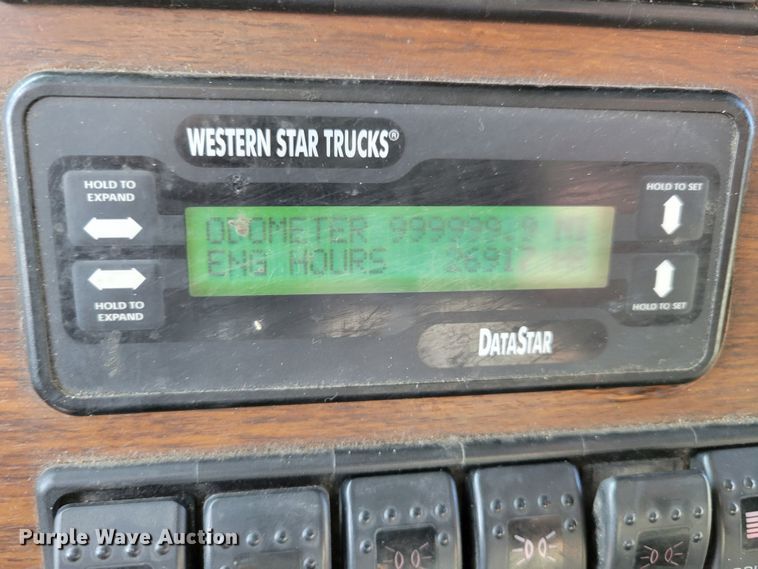 WESTERN STAR TRUCKS®
HOLD TO
EXPAND
HOLD TO SET
ODOMETER 999999.9 MI
ENG HOURS
HOLD TO
EXPAND
HOLD TO SET
DATASTAR
Purple Wave Auction